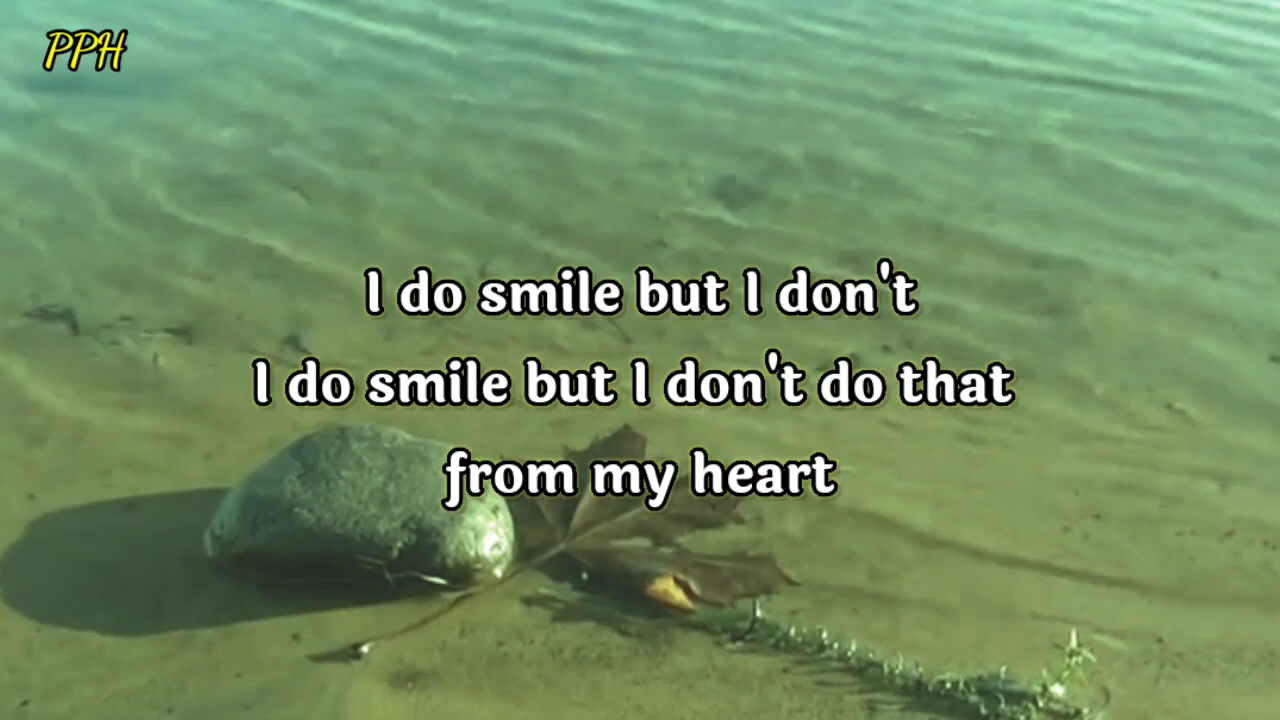 PPH
I do smile but I don't
I do smile but I don't do that
from my heart